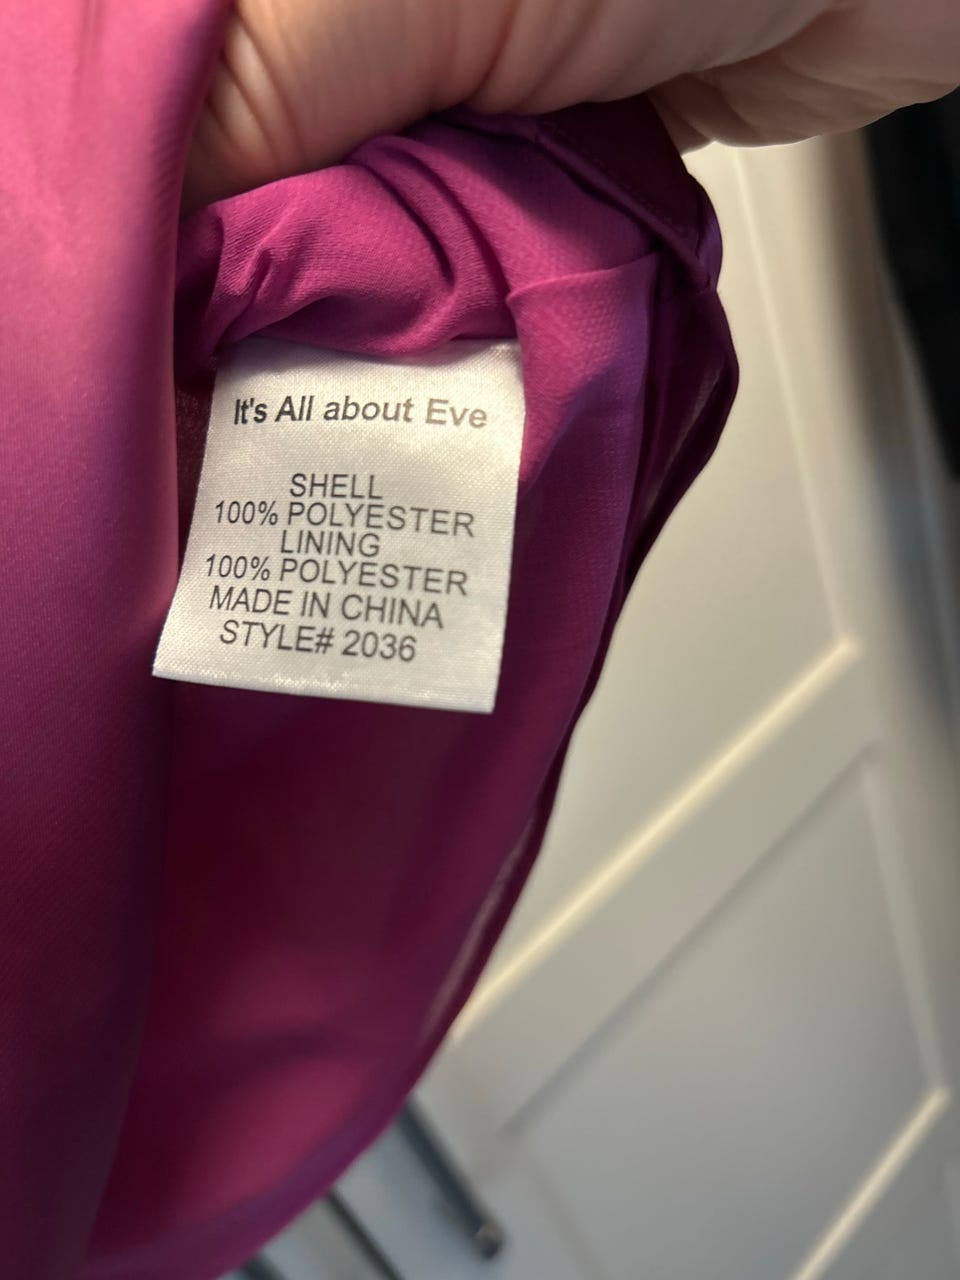 It's All about Eve
SHELL
100% POLYESTER
LINING
100% POLYESTER
MADE IN CHINA
STYLE# 2036